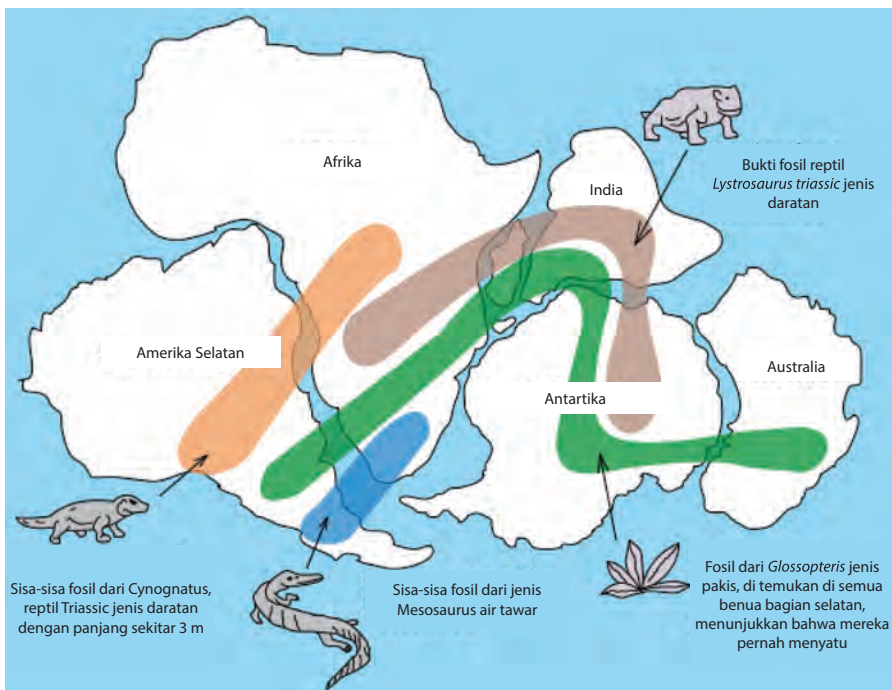 Afrika
Bukti fosil reptil
Lystrosaurus triassic jenis
daratan
India
Amerika Selatan
Australia
Antartika
Sisa-sisa fosil dari Cynognatus,
reptil Triassic jenis daratan
dengan panjang sekitar 3 m
Sisa-sisa fosil dari jenis
Mesosaurus air tawar
Fosil dari Glossopteris jenis
pakis, di temukan di semua
benua bagian selatan,
menunjukkan bahwa mereka
pernah menyatu